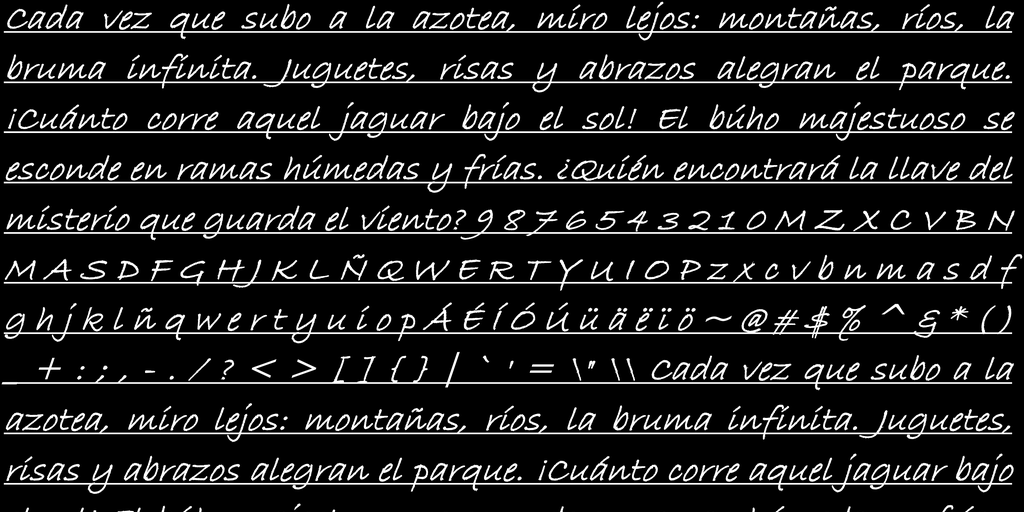 Cada vez que subo a la azotea, miro lejos: montañas, ríos, la
bruma infinita. Juguetes, risas y abrazos alegran el parque.
¡Cuánto corre aquel jaguar bajo el sol! El búho majestuoso se
esconde en ramas húmedas y frías. ¿Quién encontrará la llave del
misterio que guarda el viento? 9 8 7 6 5 4 3 2 1 0 M Z X C V B N
M A S D F G H J K L Ñ Q W E R T Y U I O P z x c v b n m a s d f
g h j k l ñ q w e r t y u i o p Á É Í Ó Ú ü ä ë ï ö ~ @ # $ % ^ & * ( )
_ + : ; , - . / ? < > [ ] { } | ` ' = \" \\ Cada vez que subo a la
azotea, miro lejos: montañas, ríos, la bruma infinita. Juguetes,
risas y abrazos alegran el parque. ¡Cuánto corre aquel jaguar bajo